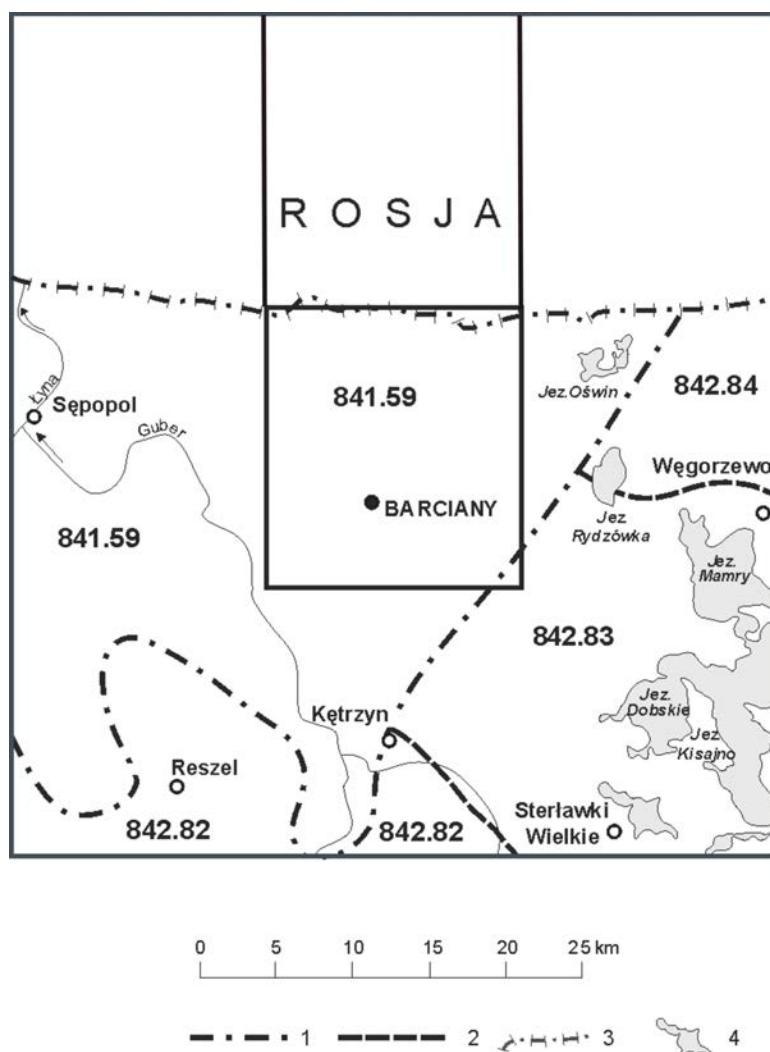 R O S J A
841.59
Jez.Oświn
842.84
Łyna
Sępopol
Guber
Węgorzewo
BARCIANY
Jez.
Rydzówka
841.59
Jez.
Mamry
842.83
Jez.
Dobskie
Kętrzyn
Jez.
Kisajno
Reszel
842.82
842.82
Sterławki
Wielkie
0 5 10 15 20 25 km
1 2 3 4